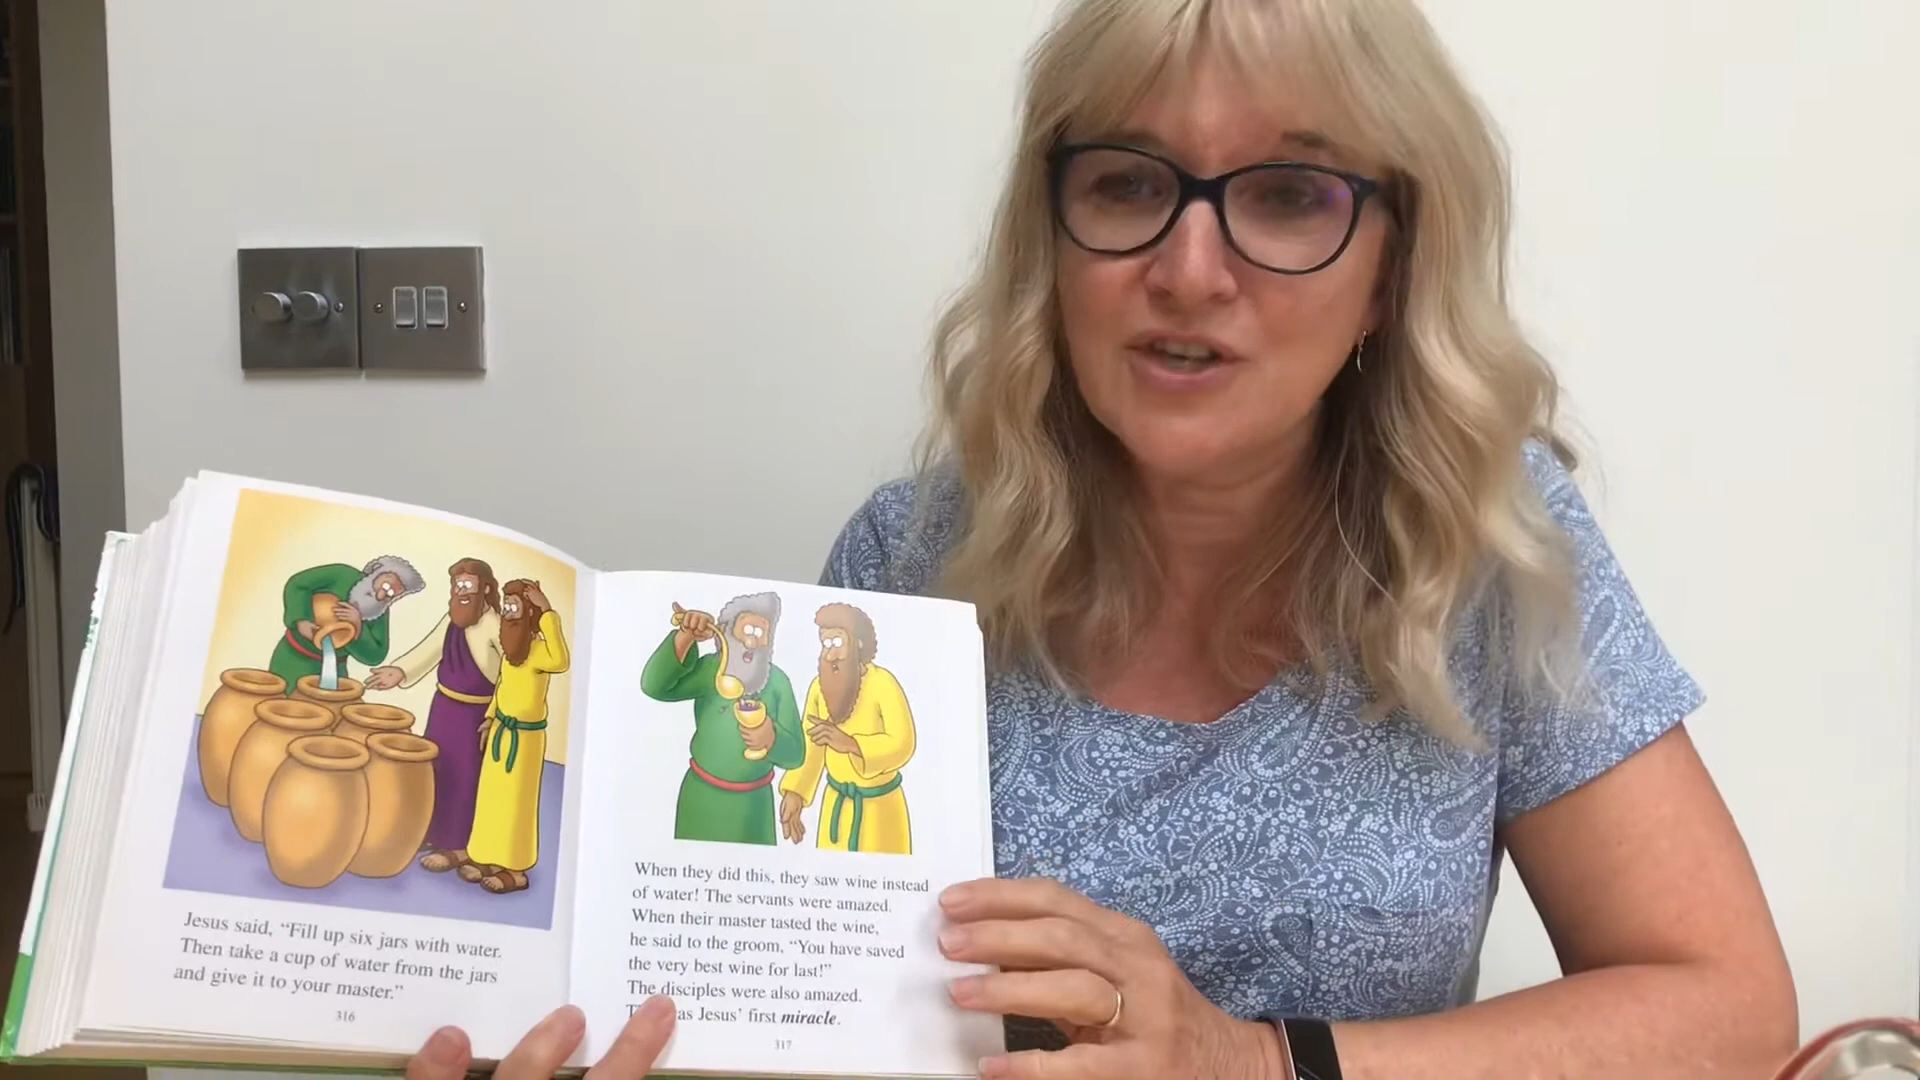 Jesus said, “Fill up six jars with water.
Then take a cup of water from the jars
and give it to your master.”
316
When they did this, they saw wine instead
of water! The servants were amazed.
When their master tasted the wine,
he said to the groom, “You have saved
the very best wine for last!”
The disciples were also amazed.
Jesus’ first miracle.
317